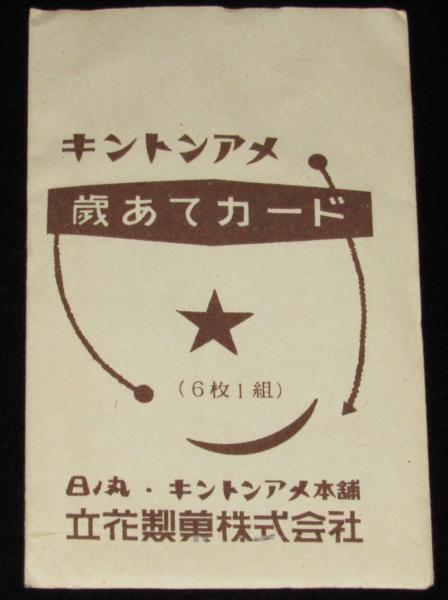 キントンアメ
歳あてカード
(6枚1組)
日ノ丸・キントンアメ本舗
立花製菓株式会社